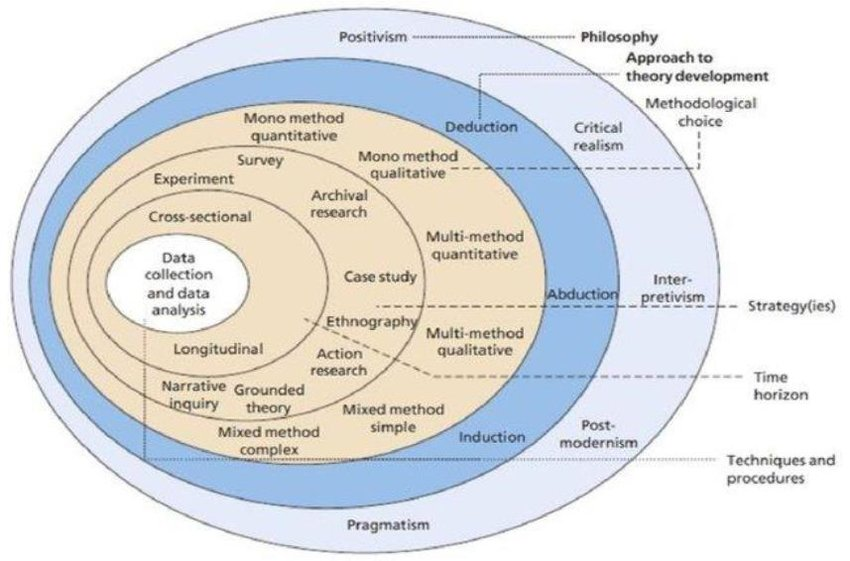 Positivism
Philosophy
Approach to
theory development
Methodological
choice
Mono method
quantitative
Deduction
Critical
realism
Survey
Mono method
qualitative
Experiment
Archival
research
Cross-sectional
Multi-method
quantitative
Data
collection
and data
analysis
Case study
Abduction
Inter-
pretivism
Strategy(ies)
Ethnography
Multi-method
qualitative
Longitudinal
Action
research
Time
horizon
Narrative
inquiry
Grounded
theory
Mixed method
simple
Mixed method
complex
Induction
Post-
modernism
Techniques and
procedures
Pragmatism